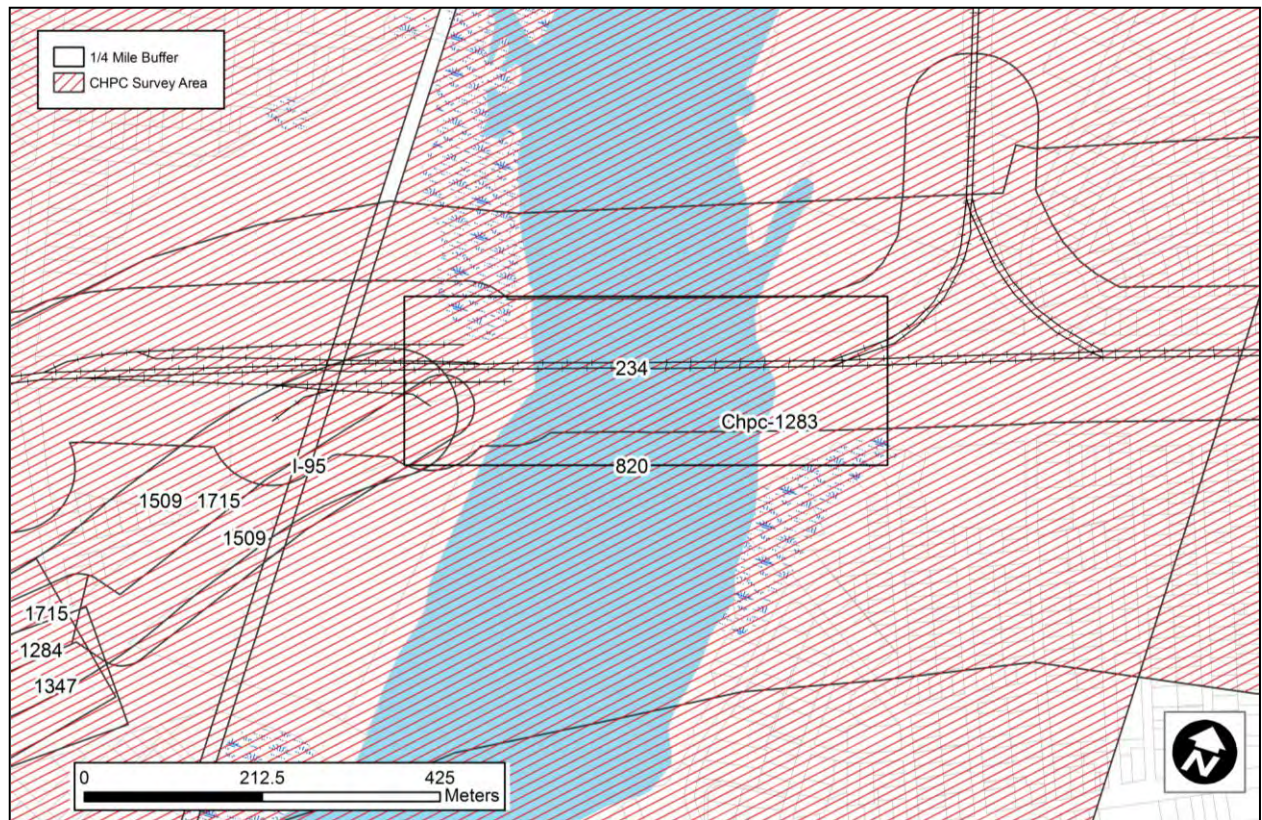 1/4 Mile Buffer
CHPC Survey Area
234
Chpc-1283
I-95
820
1509 1715
1509
1715
1284
1347
0 212.5 425
Meters
N